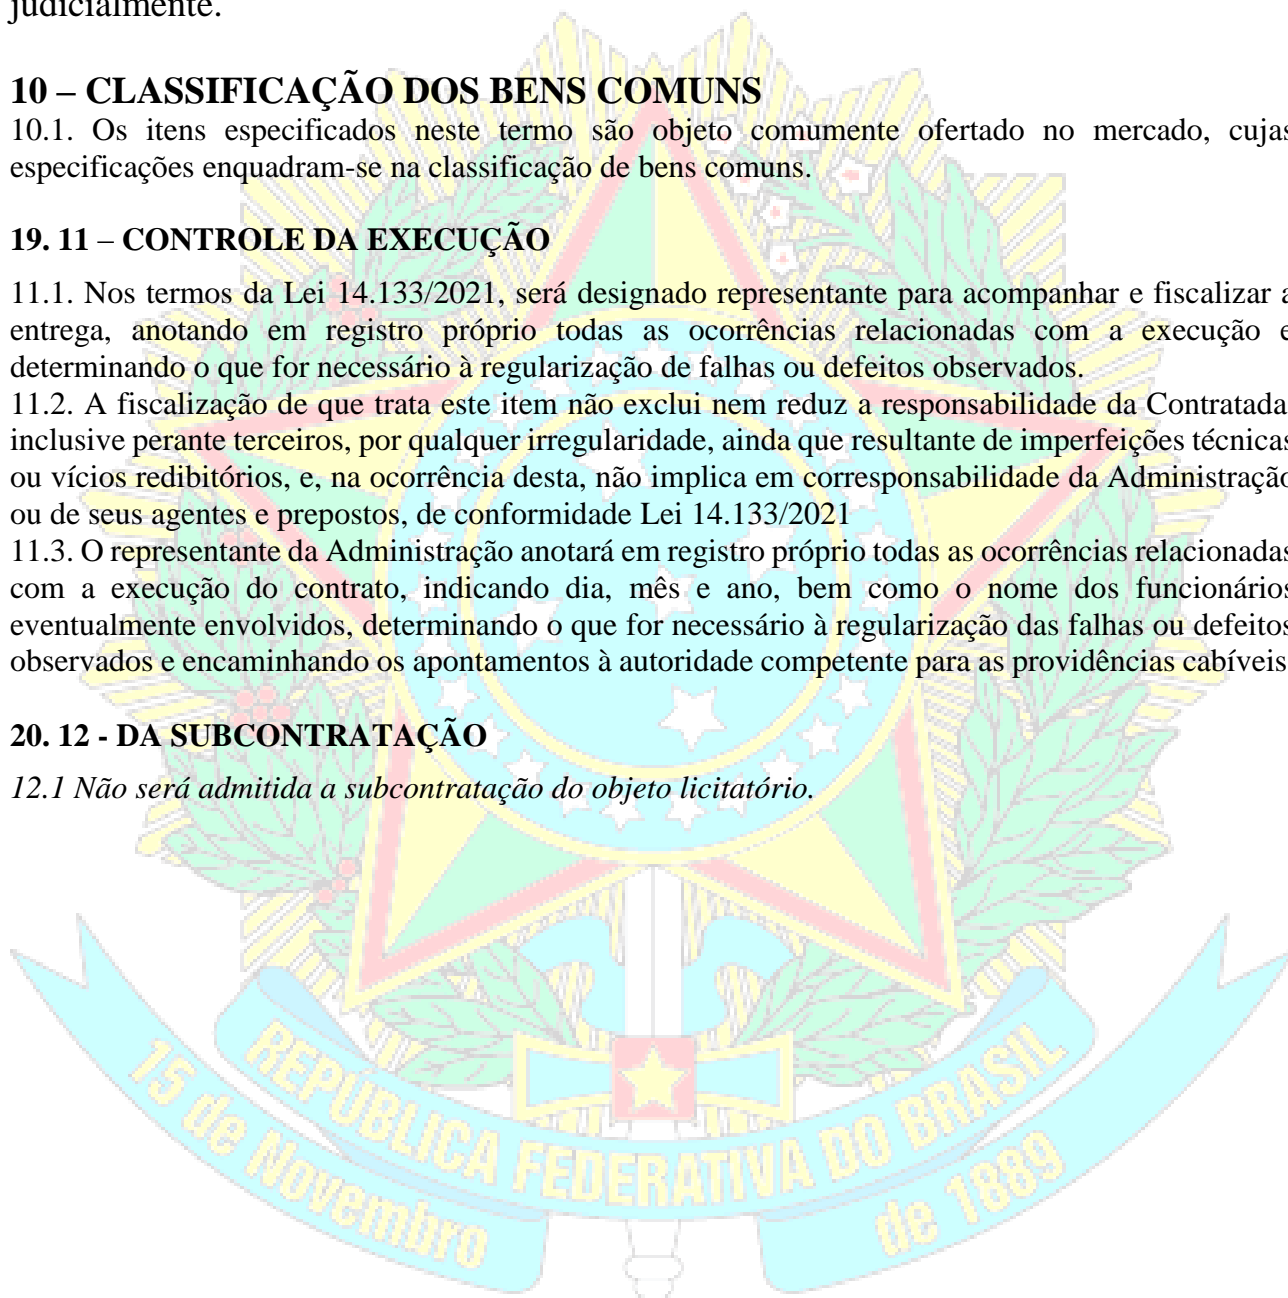 judicialmente.
10 – CLASSIFICAÇÃO DOS BENS COMUNS
10.1. Os itens especificados neste termo são objeto comumente ofertado no mercado, cujas
especificações enquadram-se na classificação de bens comuns.
19. 11 – CONTROLE DA EXECUÇÃO
11.1. Nos termos da Lei 14.133/2021, será designado representante para acompanhar e fiscalizar a
entrega, anotando em registro próprio todas as ocorrências relacionadas com a execução e
determinando o que for necessário à regularização de falhas ou defeitos observados.
11.2. A fiscalização de que trata este item não exclui nem reduz a responsabilidade da Contratada
inclusive perante terceiros, por qualquer irregularidade, ainda que resultante de imperfeições técnicas
ou vícios redibitórios, e, na ocorrência desta, não implica em corresponsabilidade da Administração
ou de seus agentes e prepostos, de conformidade Lei 14.133/2021
11.3. O representante da Administração anotará em registro próprio todas as ocorrências relacionadas
com a execução do contrato, indicando dia, mês e ano, bem como o nome dos funcionários
eventualmente envolvidos, determinando o que for necessário à regularização das falhas ou defeitos
observados e encaminhando os apontamentos à autoridade competente para as providências cabíveis
20. 12 - DA SUBCONTRATAÇÃO
12.1 Não será admitida a subcontratação do objeto licitatório.
REPÚBLICA FEDERATIVA DO BRASIL
15 de Novembro de 1889